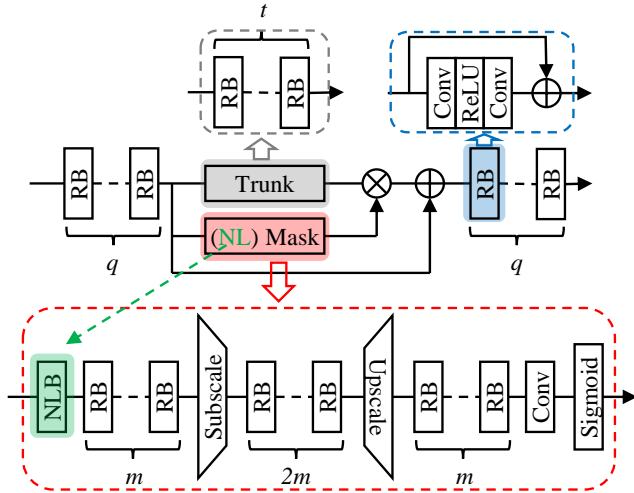 t
RB RB
Conv ReLU Conv
RB RB Trunk RB RB
(NL) Mask
q q
NLB RB RB Subscale RB RB Upscale RB RB Conv Sigmoid
m 2m m